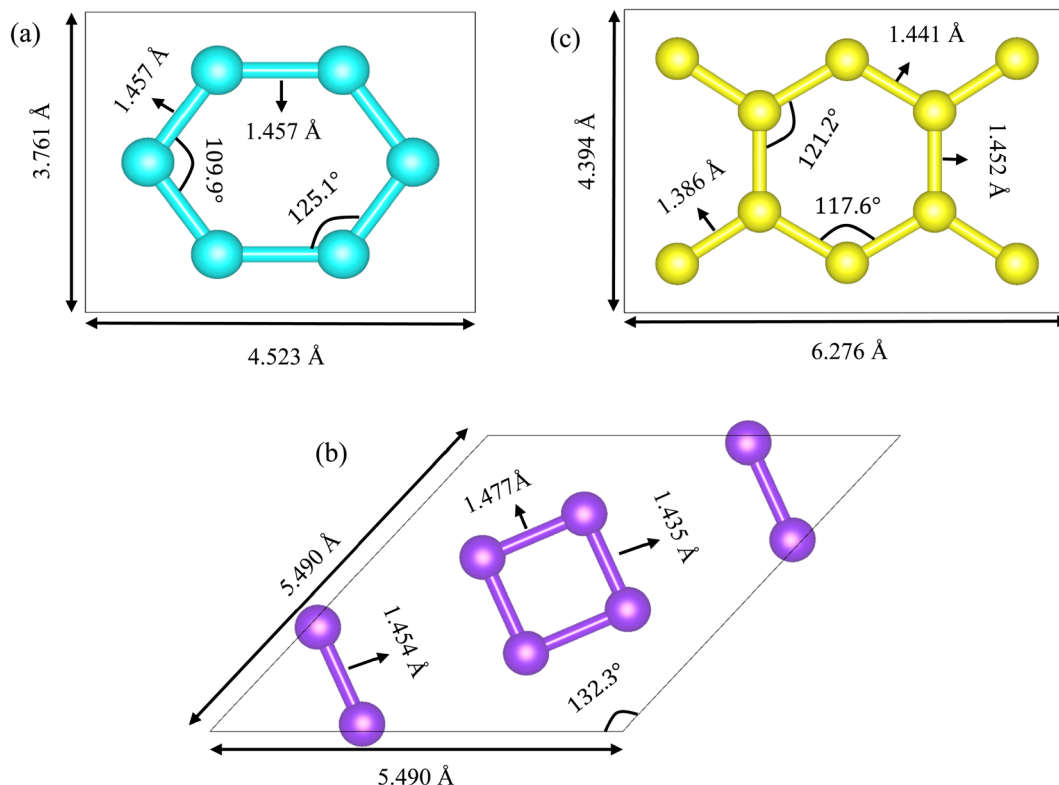 (a)
3.761 Å
1.457 Å
1.457 Å
109.9°
125.1°
4.523 Å
(c)
4.394 Å
1.441 Å
121.2°
1.452 Å
1.386 Å
117.6°
6.276 Å
(b)
5.490 Å
1.477Å
1.435 Å
1.454 Å
132.3°
5.490 Å